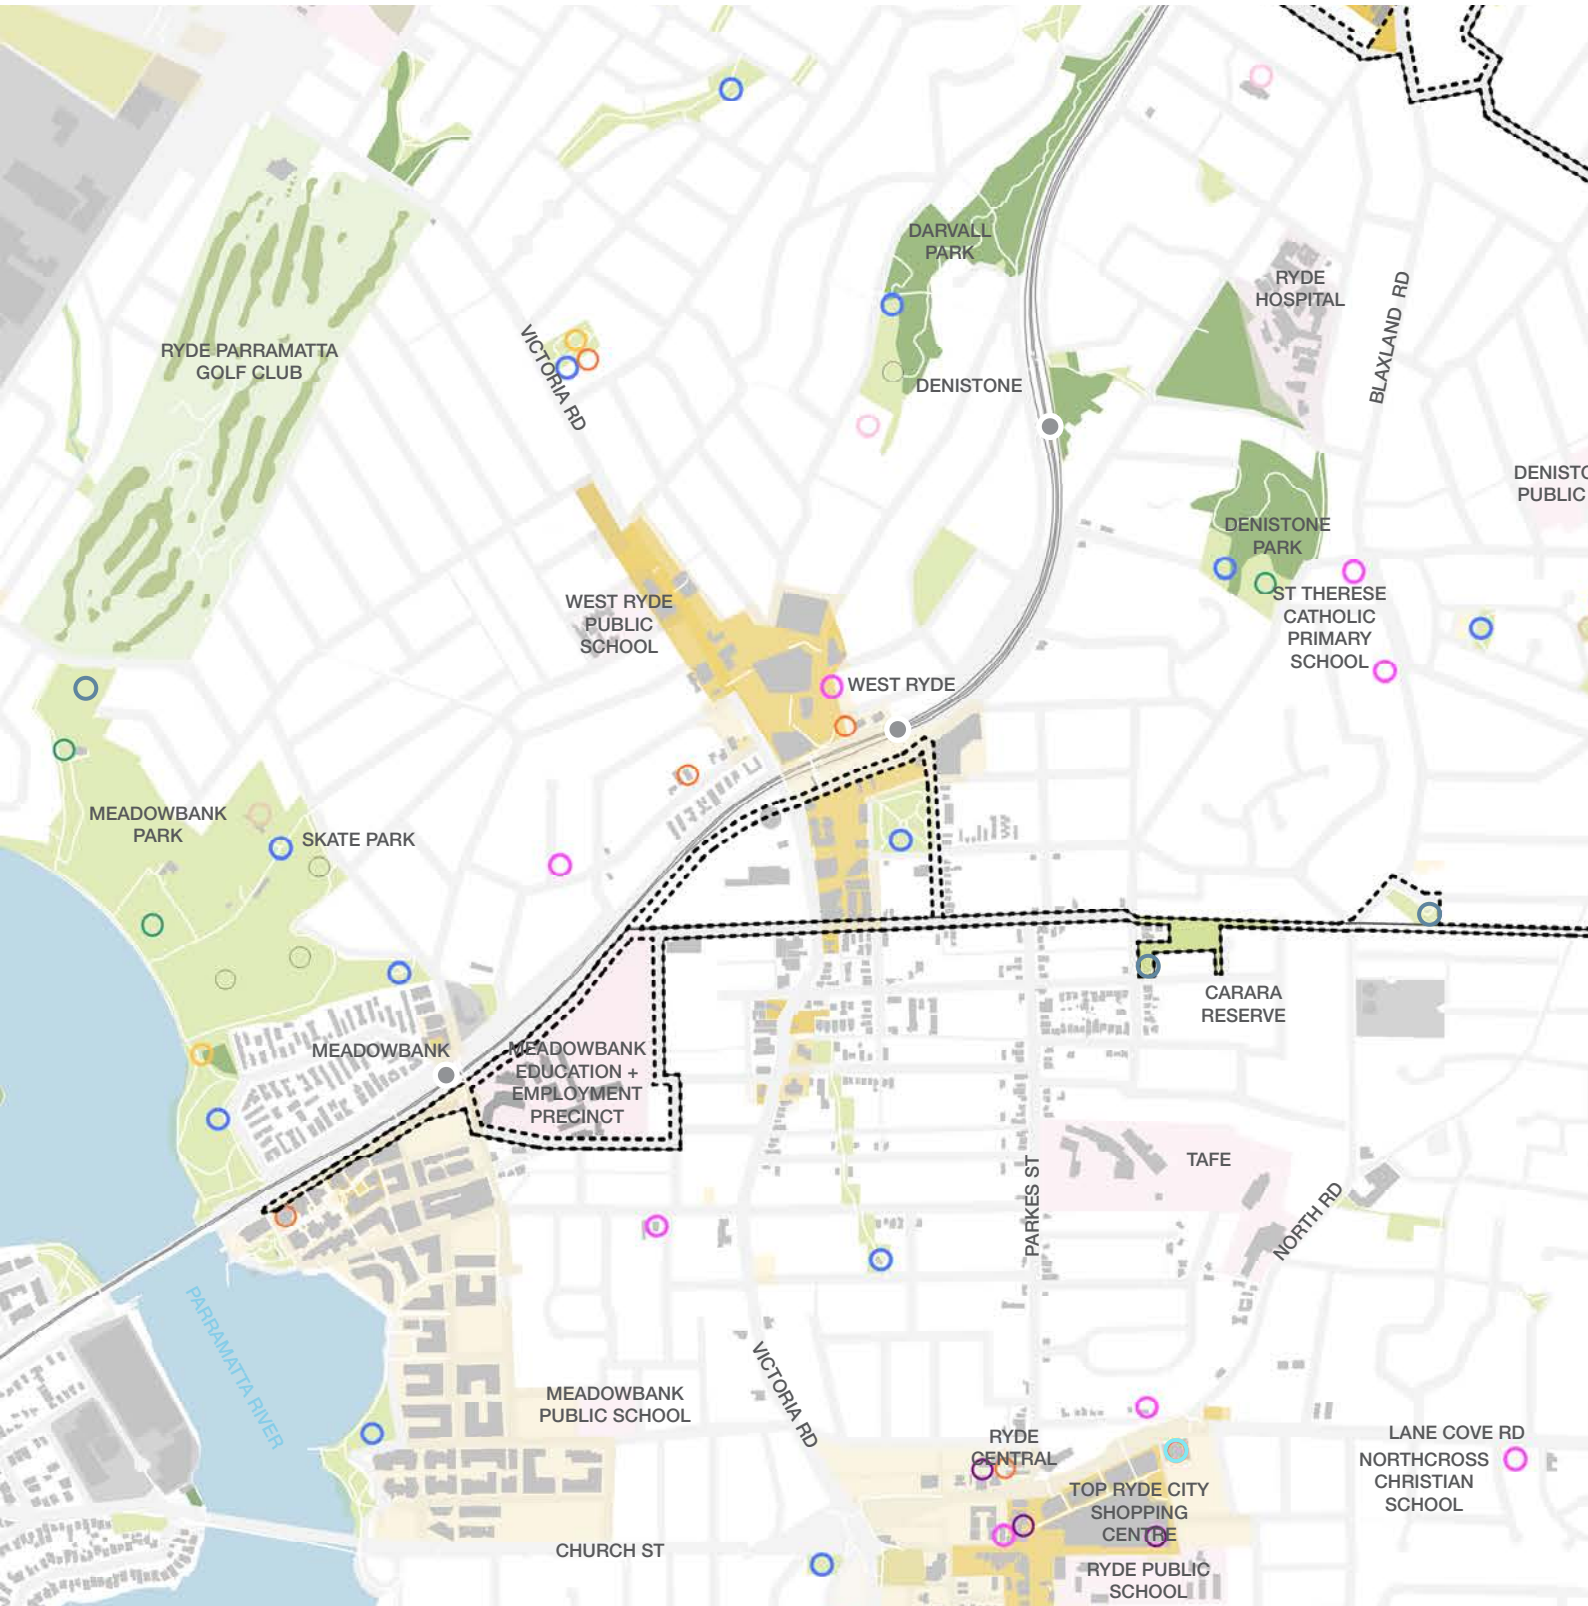 DARVALL
PARK
RYDE
HOSPITAL
BLAXLAND RD
RYDE PARRAMATTA
GOLF CLUB
VICTORIA RD
DENISTONE
DENISTO
PUBLIC
DENISTONE
PARK
WEST RYDE
PUBLIC
SCHOOL
ST THERESE
CATHOLIC
PRIMARY
SCHOOL
WEST RYDE
MEADOWBANK
PARK
SKATE PARK
CARARA
RESERVE
MEADOWBANK
MEADOWBANK
EDUCATION +
EMPLOYMENT
PRECINCT
TAFE
PARKES ST
NORTH RD
PARRAMATTA RIVER
VICTORIA RD
MEADOWBANK
PUBLIC SCHOOL
RYDE
CENTRAL
LANE COVE RD
NORTHCROSS
CHRISTIAN
SCHOOL
TOP RYDE CITY
SHOPPING
CENTRE
CHURCH ST
RYDE PUBLIC
SCHOOL